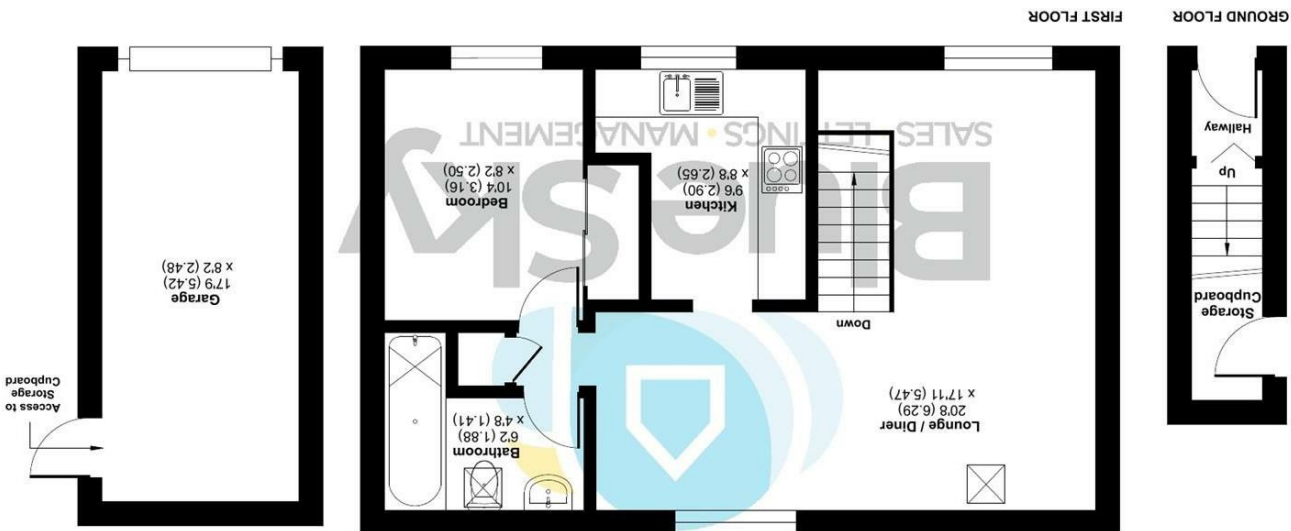 GROUND FLOOR
FIRST FLOOR
Lounge / Diner
20'8 (6.29)
x 17'11 (5.47)
Bathroom
6'2 (1.88)
x 4'8 (1.41)
Access to
Storage
Cupboard
Storage
Cupboard
Down
Garage
17'9 (5.42)
x 8'2 (2.48)
Kitchen
9'6 (2.90)
x 8'8 (2.65)
Bedroom
10'4 (3.16)
x 8'2 (2.50)
Up
Hallway
BlueSky
SALES • LETTINGS • MANAGEMENT